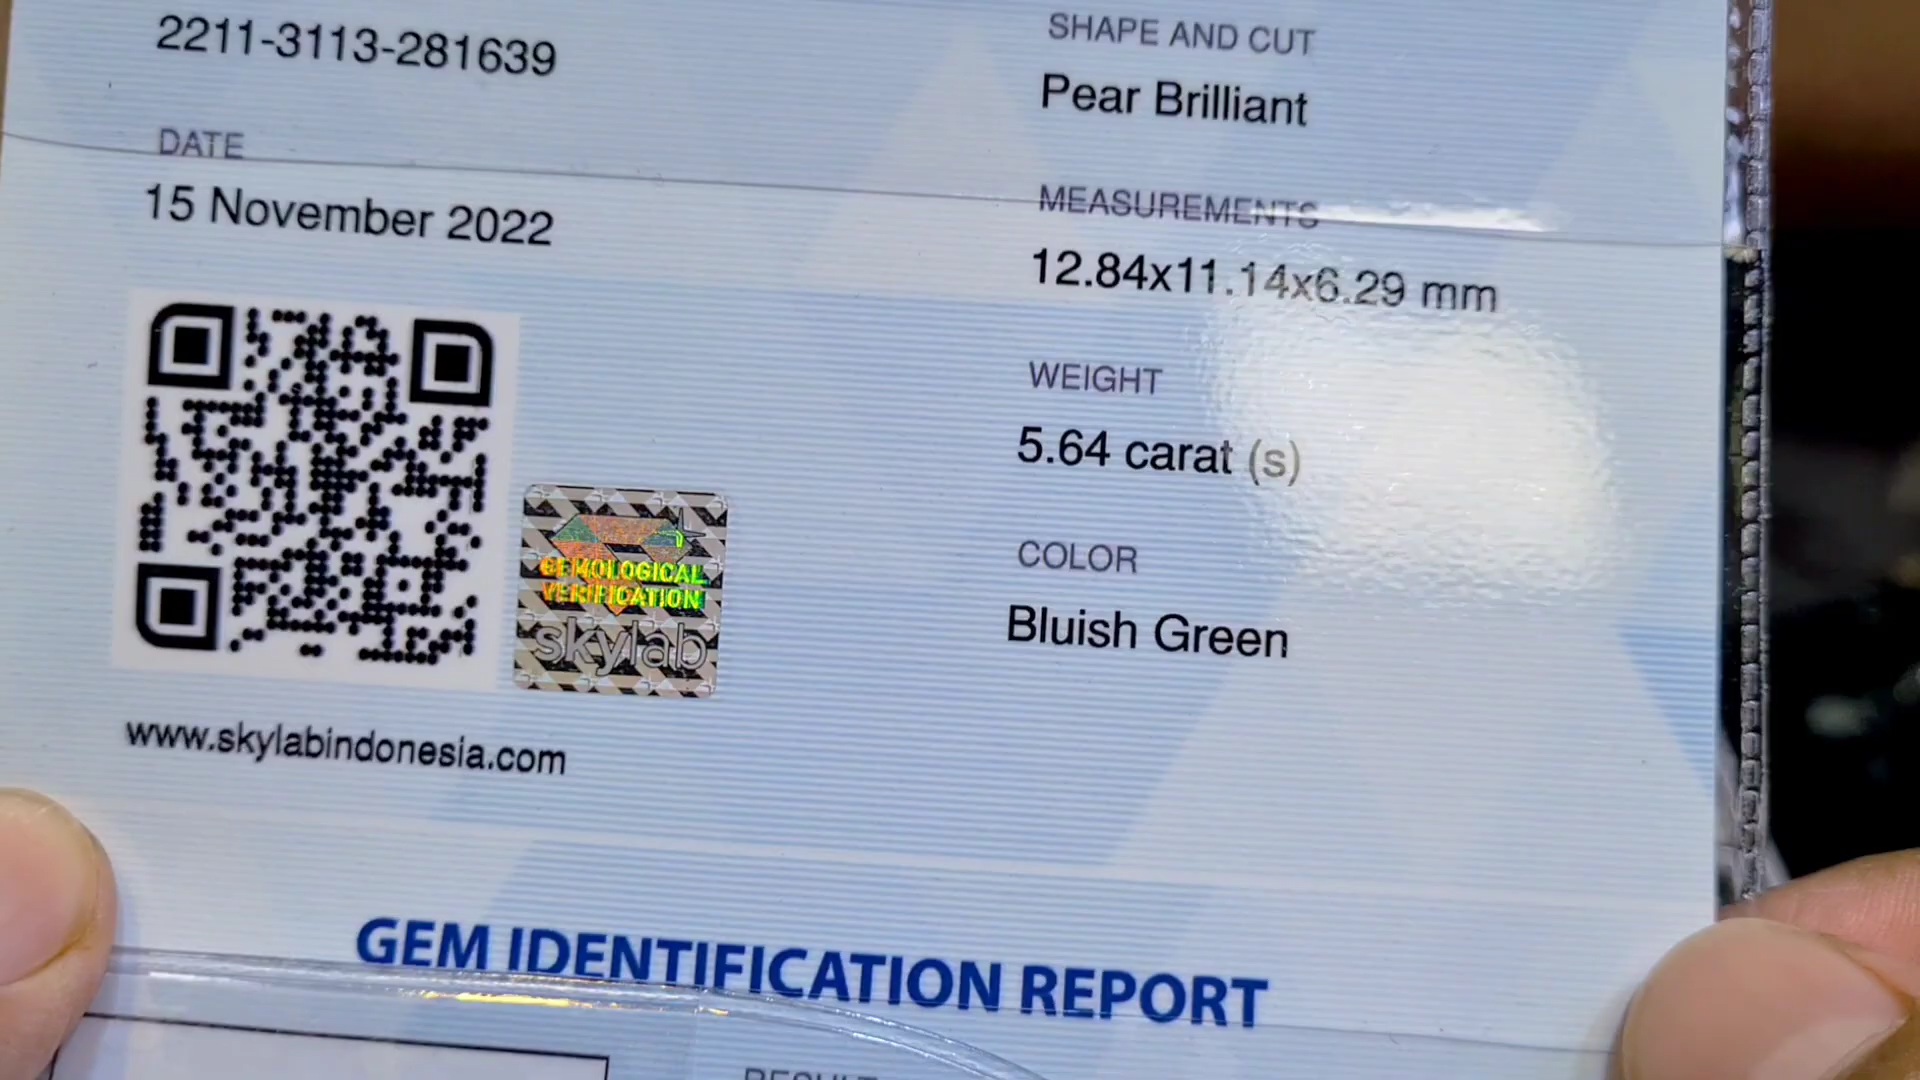 2211-3113-281639
DATE
15 November 2022
GEMOLOGICAL
VERIFICATION
skylab
www.skylabindonesia.com
SHAPE AND CUT
Pear Brilliant
MEASUREMENTS
12.84x11.14x6.29 mm
WEIGHT
5.64 carat (s)
COLOR
Bluish Green
GEM IDENTIFICATION REPORT